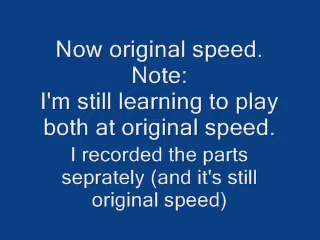 Now original speed.
Note:
I'm still learning to play
both at original speed.
I recorded the parts
seprately (and it's still
original speed)